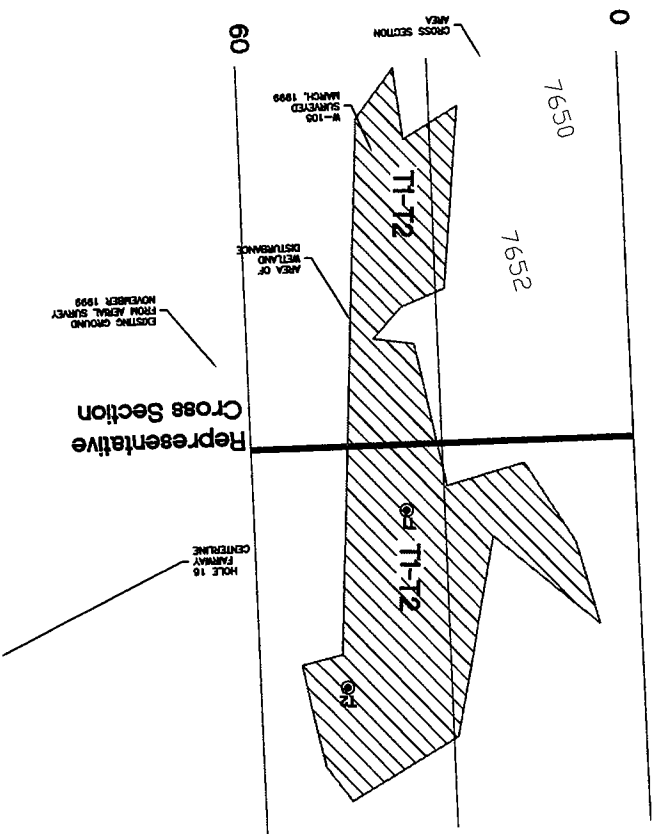 T2
HOLE 16
FAIRWAY
CENTERLINE
T1-T2
T1
Representative
Cross Section
EXISTING GROUND
FROM AERIAL SURVEY
NOVEMBER 1999
AREA OF
WETLAND
DISTURBANCE
7652
T1-T2
W-105
SURVEYED
MARCH, 1999
7650
CROSS SECTION
AREA
0
60